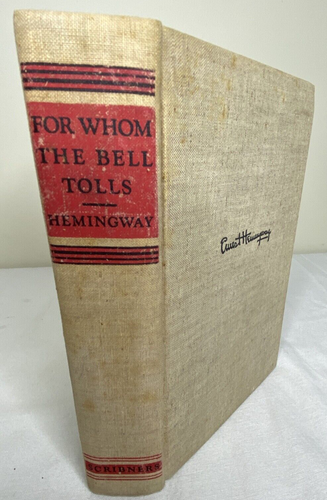 FOR WHOM
THE BELL
TOLLS
HEMINGWAY
Ernest Hemingway
SCRIBNERS